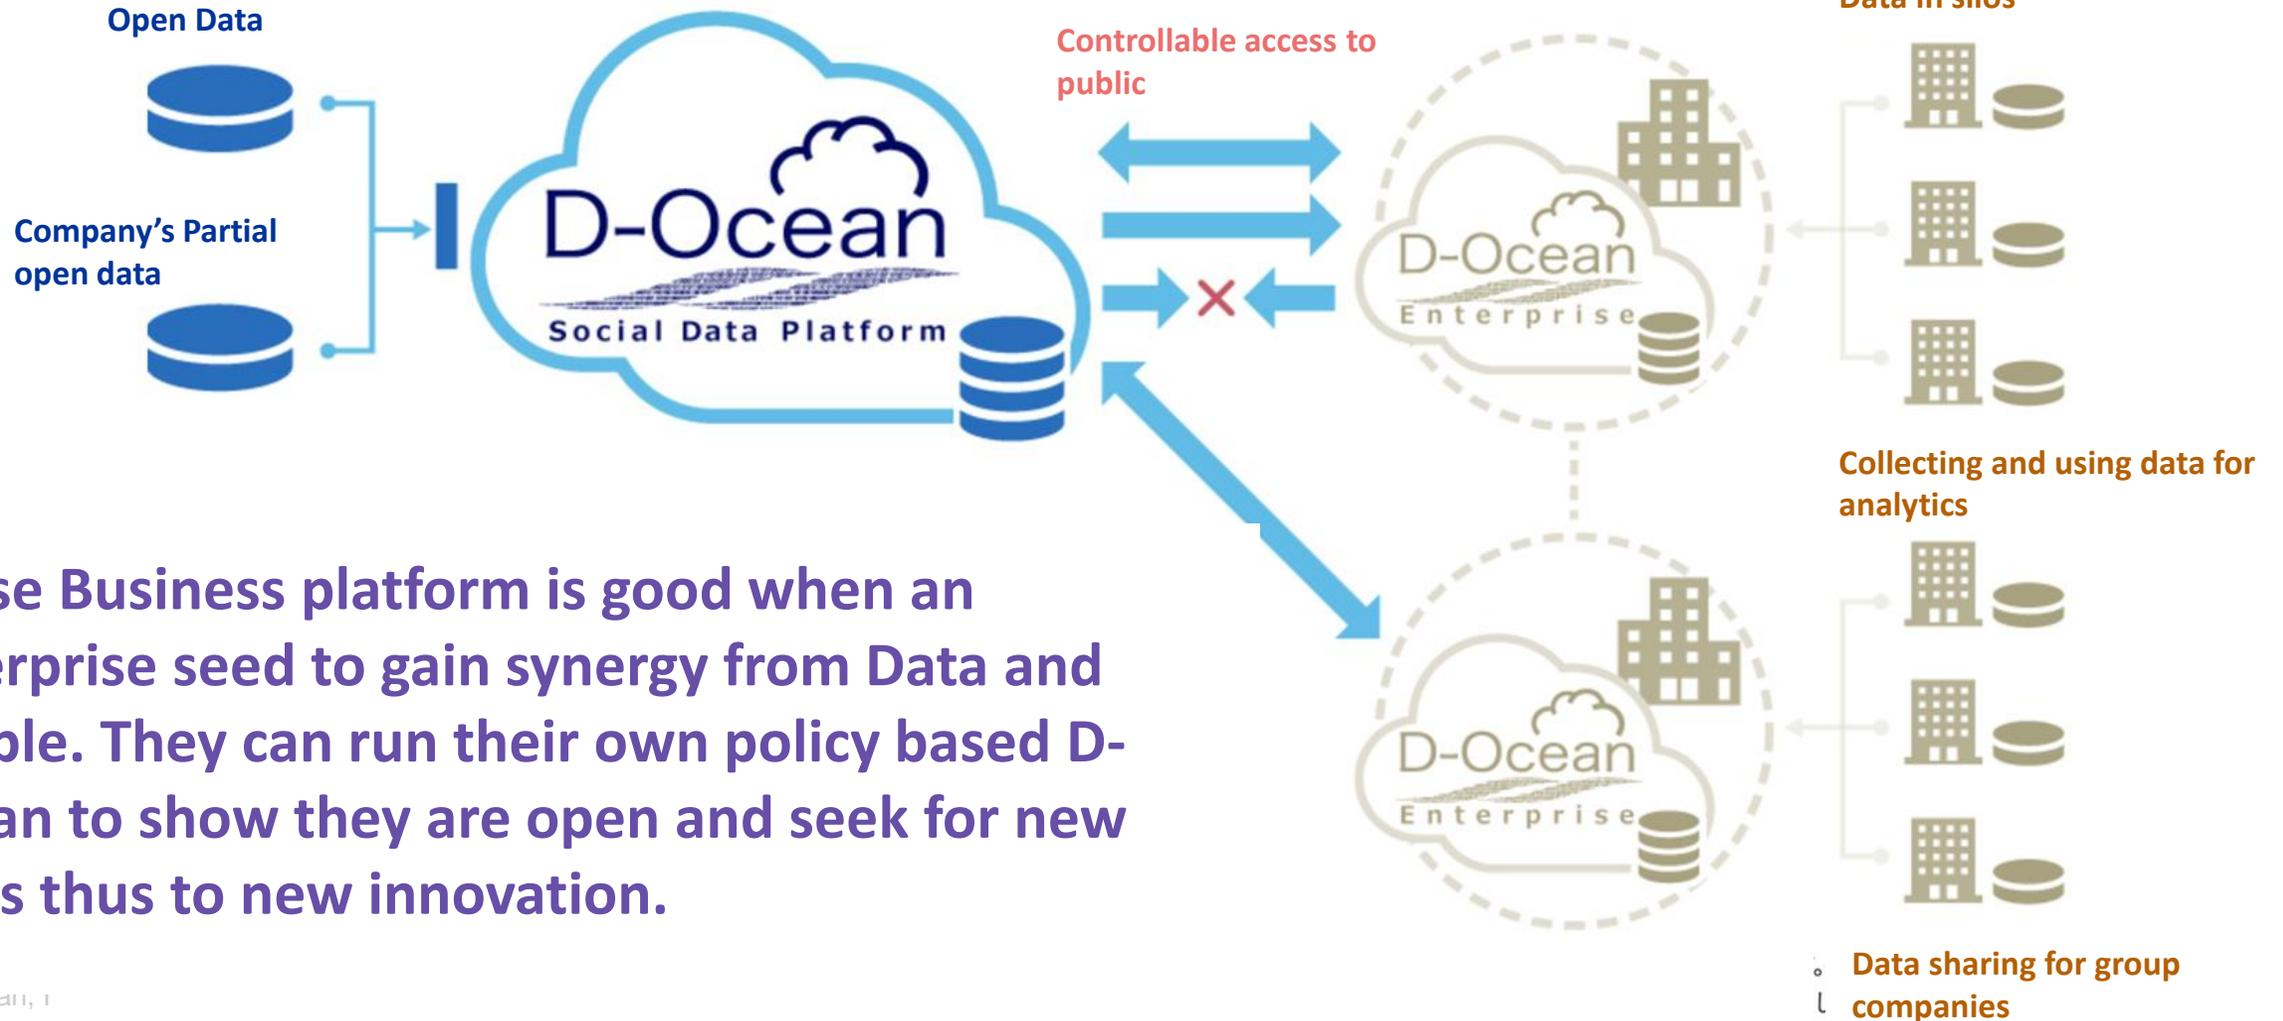 Open Data
Company’s Partial
open data
D-Ocean
Social Data Platform
Controllable access to
public
Data in silos
D-Ocean
Enterprise
Collecting and using data for
analytics
D-Ocean
Enterprise
Data sharing for group
companies
se Business platform is good when an
erprise seed to gain synergy from Data and
ple. They can run their own policy based D-
an to show they are open and seek for new
s thus to new innovation.